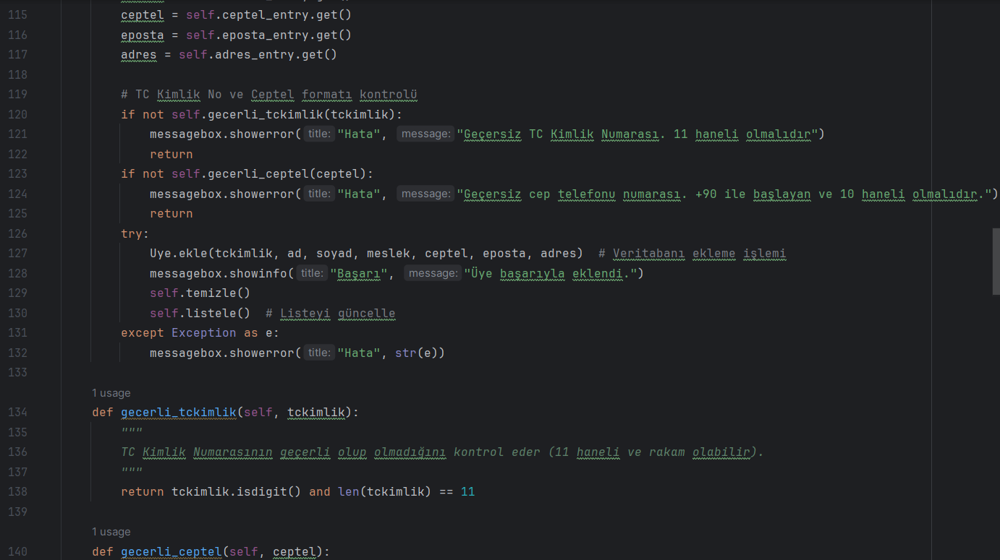 115 ceptel = self.ceptel_entry.get()
116 eposta = self.eposta_entry.get()
117 adres = self.adres_entry.get()
118
119 # TC Kimlik No ve Ceptel formatı kontrolü
120 if not self.gecerli_tckimlik(tckimlik):
121 messagebox.showerror( title: "Hata", message: "Geçersiz TC Kimlik Numarası. 11 haneli olmalıdır")
122 return
123 if not self.gecerli_ceptel(ceptel):
124 messagebox.showerror( title: "Hata", message: "Geçersiz cep telefonu numarası. +90 ile başlayan ve 10 haneli olmalıdır.")
125 return
126 try:
127 Uye.ekle(tckimlik, ad, soyad, meslek, ceptel, eposta, adres)  # Veritabanı ekleme işlemi
128 messagebox.showinfo( title: "Başarı", message: "Üye başarıyla eklendi.")
129 self.temizle()
130 self.listele()  # Listeyi güncelle
131 except Exception as e:
132 messagebox.showerror( title: "Hata", str(e))
133
1 usage
134 def gecerli_tckimlik(self, tckimlik):
135 """
136 TC Kimlik Numarasının geçerli olup olmadığını kontrol eder (11 haneli ve rakam olabilir).
137 """
138 return tckimlik.isdigit() and len(tckimlik) == 11
139
1 usage
140 def gecerli_ceptel(self, ceptel):